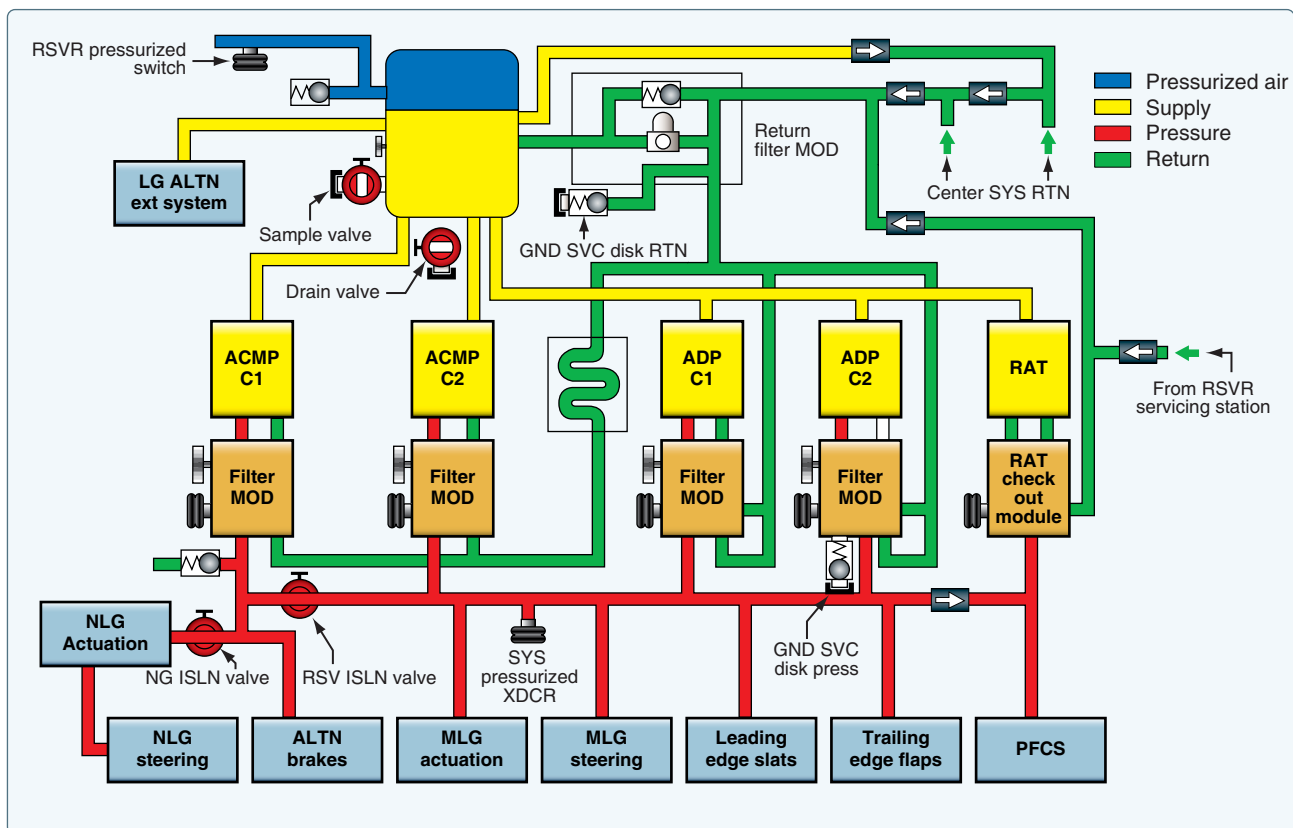 RSVR pressurized
switch
Pressurized air
Supply
Pressure
Return
Return
filter MOD
LG ALTN
ext system
Center SYS RTN
Sample valve
GND SVC disk RTN
Drain valve
ACMP
C1
ACMP
C2
ADP
C1
ADP
C2
RAT
From RSVR
servicing station
Filter
MOD
Filter
MOD
Filter
MOD
Filter
MOD
RAT
check
out
module
NLG
Actuation
NG ISLN valve
RSV ISLN valve
SYS
pressurized
XDCR
GND SVC
disk press
NLG
steering
ALTN
brakes
MLG
actuation
MLG
steering
Leading
edge slats
Trailing
edge flaps
PFCS